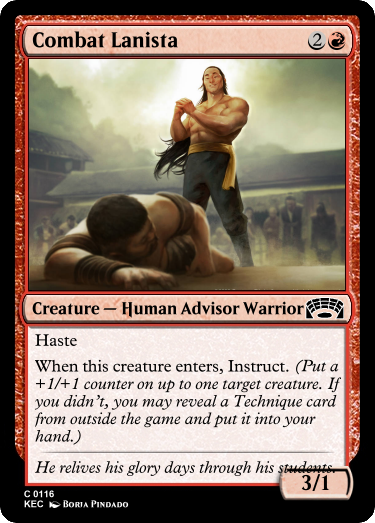 Combat Lanista 2
Creature — Human Advisor Warrior
Haste
When this creature enters, Instruct. (Put a
+1/+1 counter on up to one target creature. If
you didn't, you may reveal a Technique card
from outside the game and put it into your
hand.)
He relives his glory days through his students.
3/1
C 0116
KEC Borja Pindado